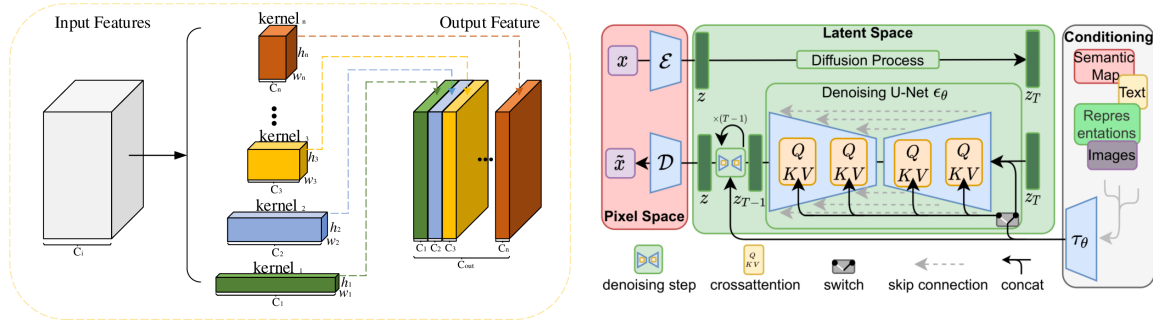 Input Features
kernel n
Output Feature
hn
wn
Cn
kernel 3
h3
w3
C3
kernel 2
h2
w2
C2
kernel 1
h1
w1
C1
Ci
C1 C2 C3 Cn
Cout
Latent Space
Conditioning
x
ℰ
Diffusion Process
z
zT
Semantic
Map
Text
Repres
entations
Images
Denoising U-Net ϵθ
×(T−1)
x̃
𝒟
Q
KV
Q
KV
Q
KV
Q
KV
z
zT−1
zT
Pixel Space
τθ
Q
KV
denoising step
crossattention
switch
skip connection
concat